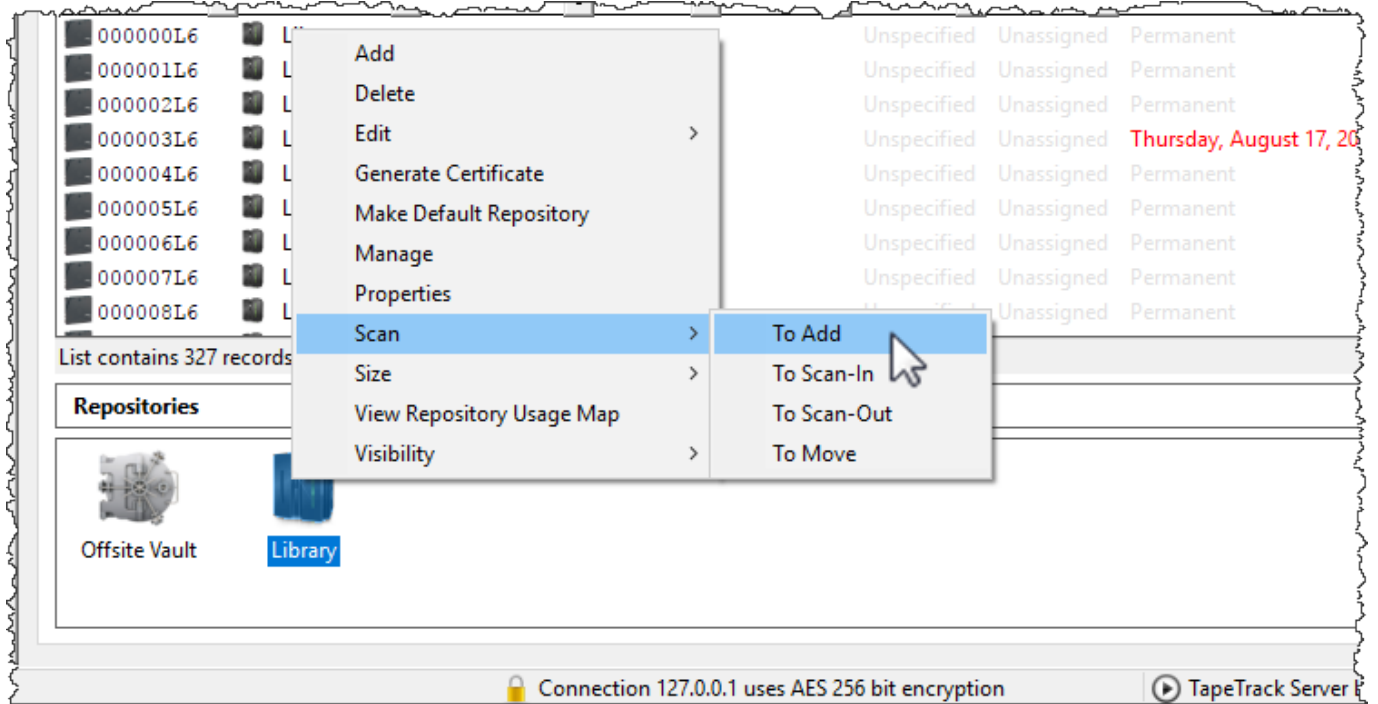 000000L6 Unspecified Unassigned Permanent
000001L6 Unspecified Unassigned Permanent
000002L6 Unspecified Unassigned Permanent
000003L6 Unspecified Unassigned Thursday, August 17, 20
000004L6 Unspecified Unassigned Permanent
000005L6 Unspecified Unassigned Permanent
000006L6 Unspecified Unassigned Permanent
000007L6 Unspecified Unassigned Permanent
000008L6 Unassigned Permanent
Add
Delete
Edit
Generate Certificate
Make Default Repository
Manage
Properties
Scan
Size
View Repository Usage Map
Visibility
To Add
To Scan-In
To Scan-Out
To Move
List contains 327 records
Repositories
Offsite Vault
Library
Connection 127.0.0.1 uses AES 256 bit encryption
TapeTrack Server